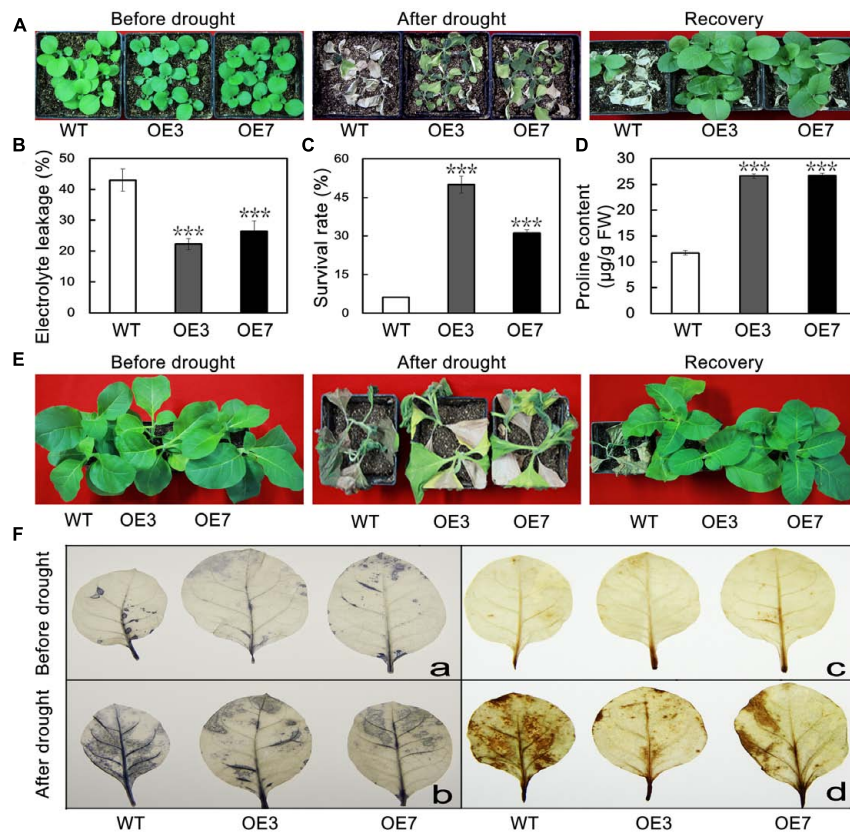 A
Before drought
After drought
Recovery
WT OE3 OE7
WT OE3 OE7
WT OE3 OE7
B
Electrolyte leakage (%)
50
40
30
20
10
0
***
***
WT OE3 OE7
C
Survival rate (%)
60
45
30
15
0
***
***
WT OE3 OE7
D
Proline content
(μg/g FW)
30
25
20
15
10
5
0
***
***
WT OE3 OE7
E
Before drought
After drought
Recovery
WT OE3 OE7
WT OE3 OE7
WT OE3 OE7
F
Before drought
a
c
After drought
b
d
WT OE3 OE7
WT OE3 OE7